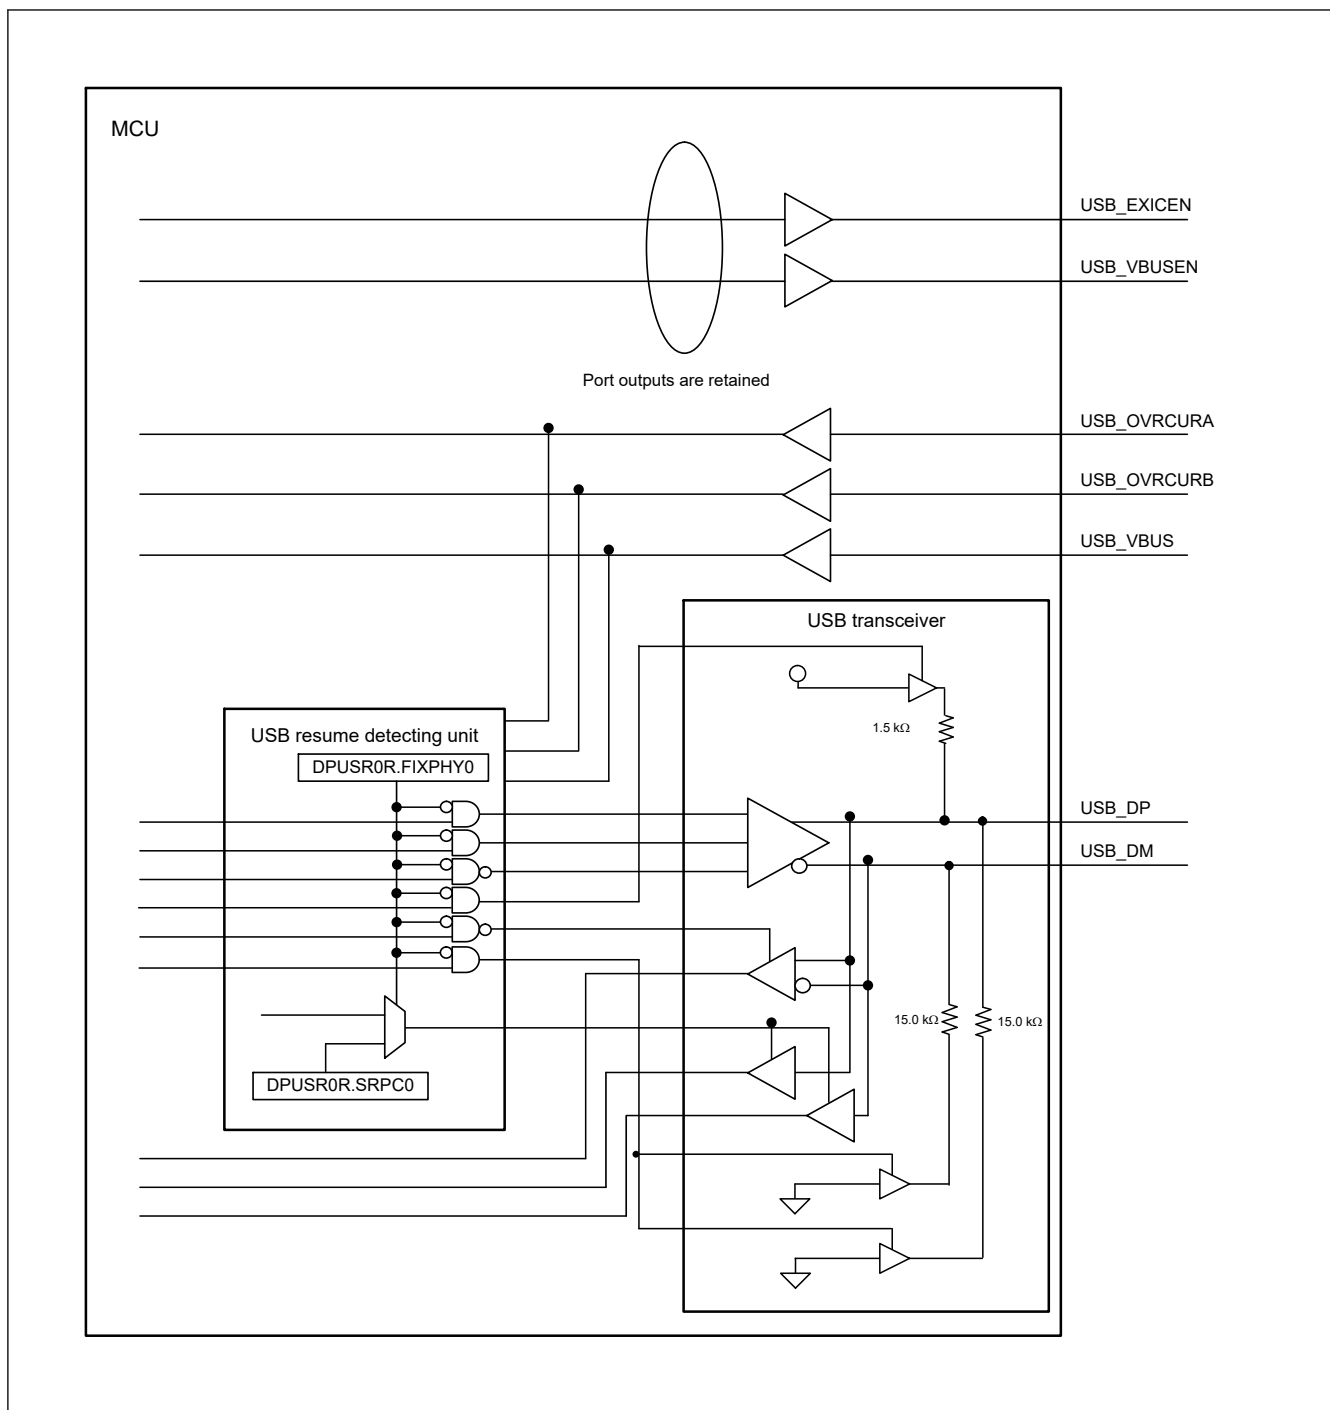 MCU
USB_EXICEN
USB_VBUSEN
Port outputs are retained
USB_OVRCURA
USB_OVRCURB
USB_VBUS
USB transceiver
1.5 kΩ
USB resume detecting unit
DPUSR0R.FIXPHY0
USB_DP
USB_DM
15.0 kΩ
15.0 kΩ
DPUSR0R.SRPC0